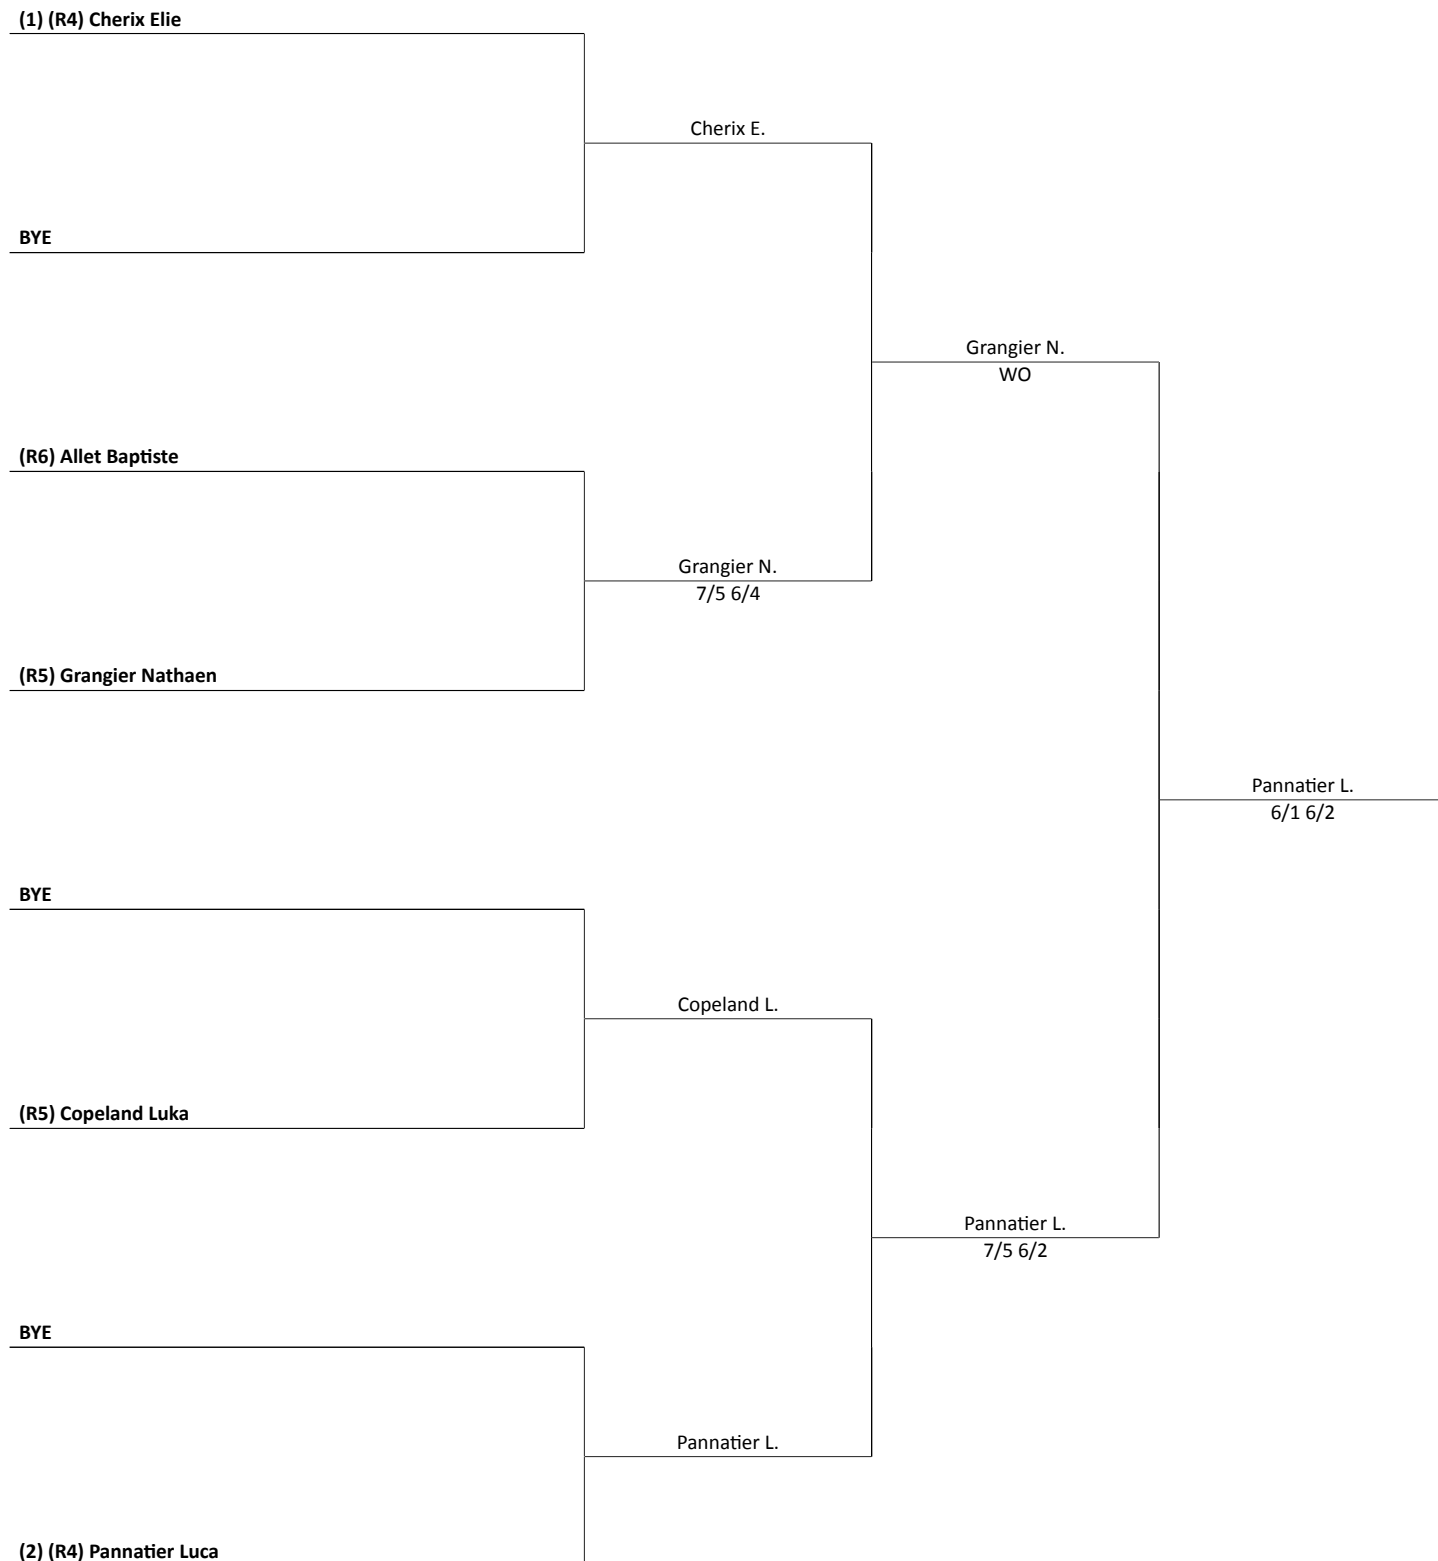 (1) (R4) Cherix Elie
Cherix E.
BYE
Grangier N.
WO
(R6) Allet Baptiste
Grangier N.
7/5 6/4
(R5) Grangier Nathaen
Pannatier L.
6/1 6/2
BYE
Copeland L.
(R5) Copeland Luka
Pannatier L.
7/5 6/2
BYE
Pannatier L.
(2) (R4) Pannatier Luca